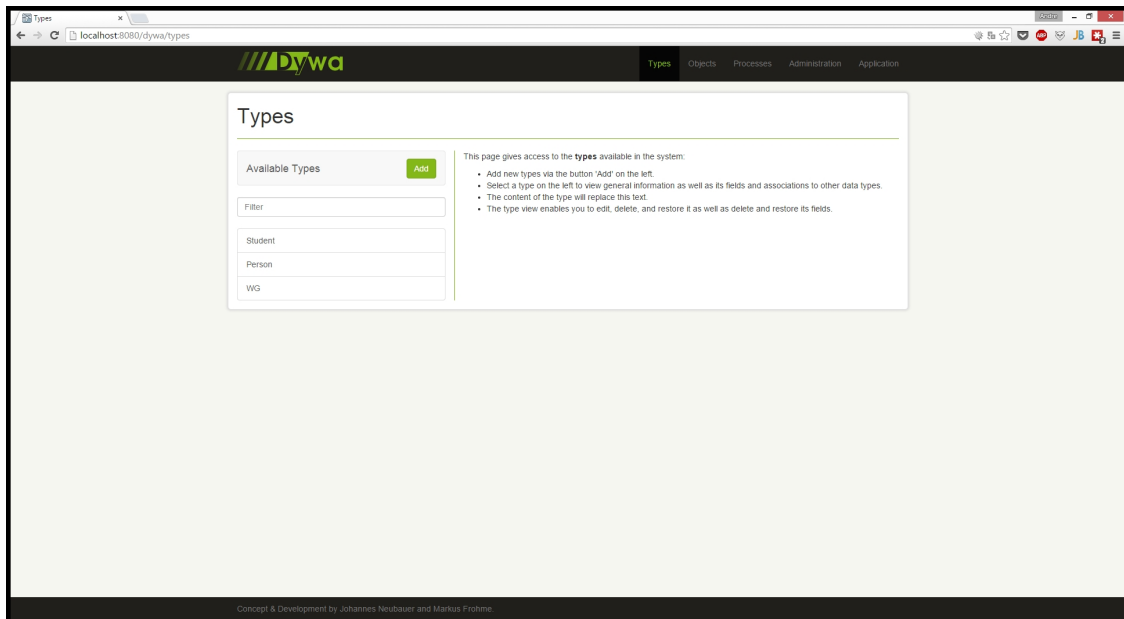 Types
Andre
localhost:8080/dywa/types
ABP
JB
2
Dywa
Types Objects Processes Administration Application
Types
Available Types
Add
Filter
Student
Person
WG
This page gives access to the types available in the system:
Add new types via the button 'Add' on the left.
Select a type on the left to view general information as well as its fields and associations to other data types.
The content of the type will replace this text.
The type view enables you to edit, delete, and restore it as well as delete and restore its fields.
Concept & Development by Johannes Neubauer and Markus Frohme.